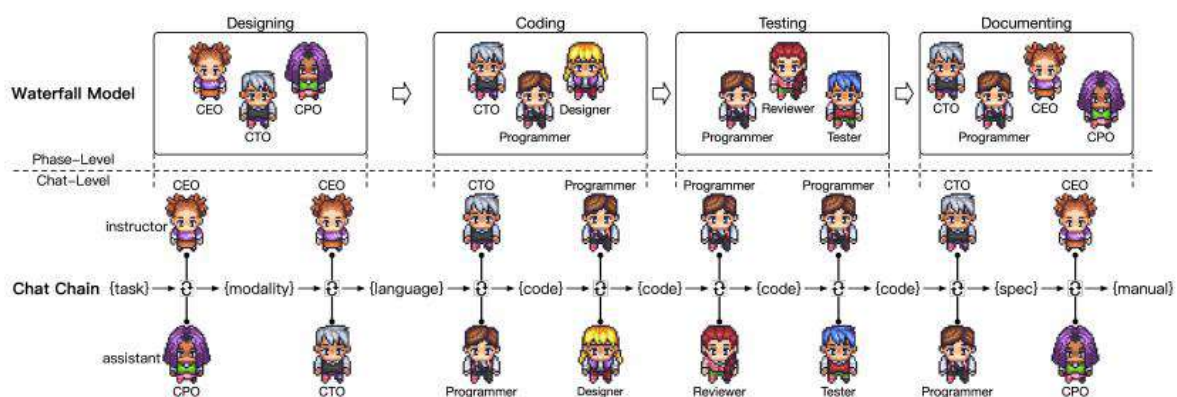 Designing Coding Testing Documenting
Waterfall Model
CEO CTO CPO
CTO Programmer Designer
Programmer Reviewer Tester
CTO Programmer CEO CPO
Phase-Level
Chat-Level
CEO CEO CTO Programmer Programmer Programmer CTO CEO
instructor
Chat Chain {task} {modality} {language} {code} {code} {code} {code} {spec} {manual}
assistant
CPO CTO Programmer Designer Reviewer Tester Programmer CPO